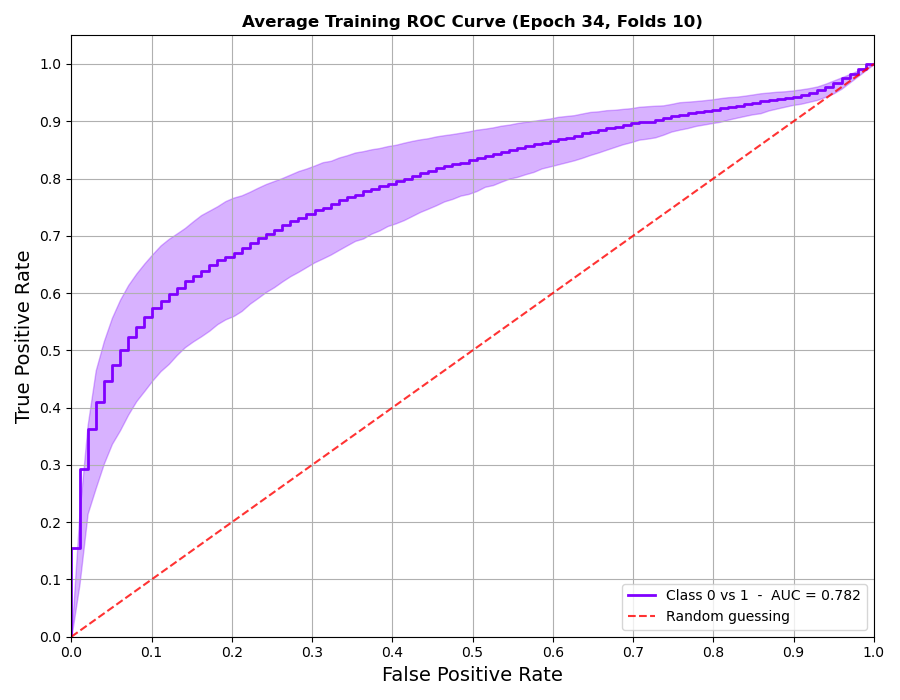 Average Training ROC Curve (Epoch 34, Folds 10)
True Positive Rate
1.0
0.9
0.8
0.7
0.6
0.5
0.4
0.3
0.2
0.1
0.0
Class 0 vs 1 - AUC = 0.782
Random guessing
0.0 0.1 0.2 0.3 0.4 0.5 0.6 0.7 0.8 0.9 1.0
False Positive Rate